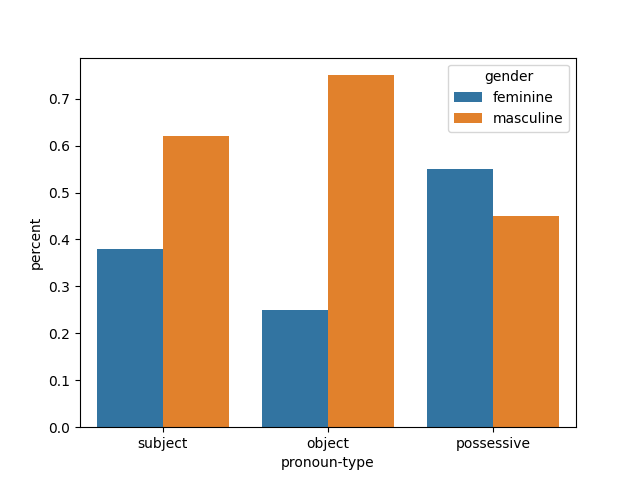 gender
feminine
masculine
percent
0.7
0.6
0.5
0.4
0.3
0.2
0.1
0.0
subject object possessive
pronoun-type